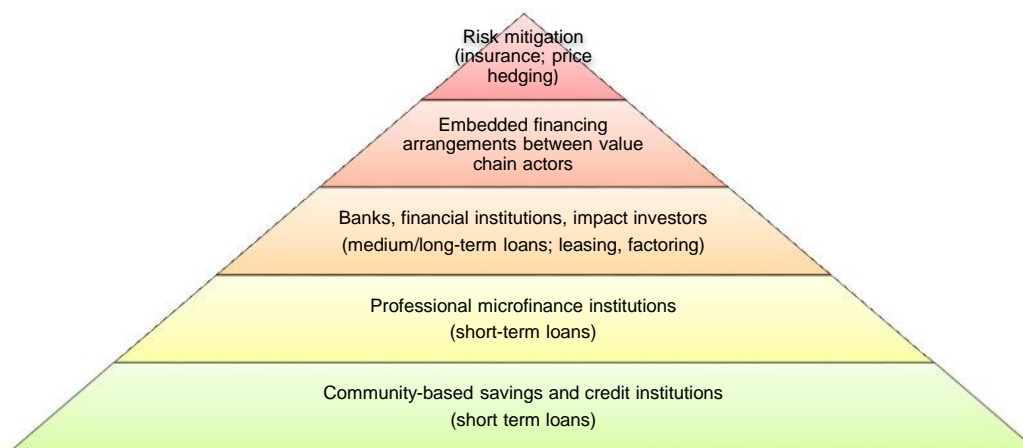 Risk mitigation
(insurance; price
hedging)
Embedded financing
arrangements between value
chain actors
Banks, financial institutions, impact investors
(medium/long-term loans; leasing, factoring)
Professional microfinance institutions
(short-term loans)
Community-based savings and credit institutions
(short term loans)